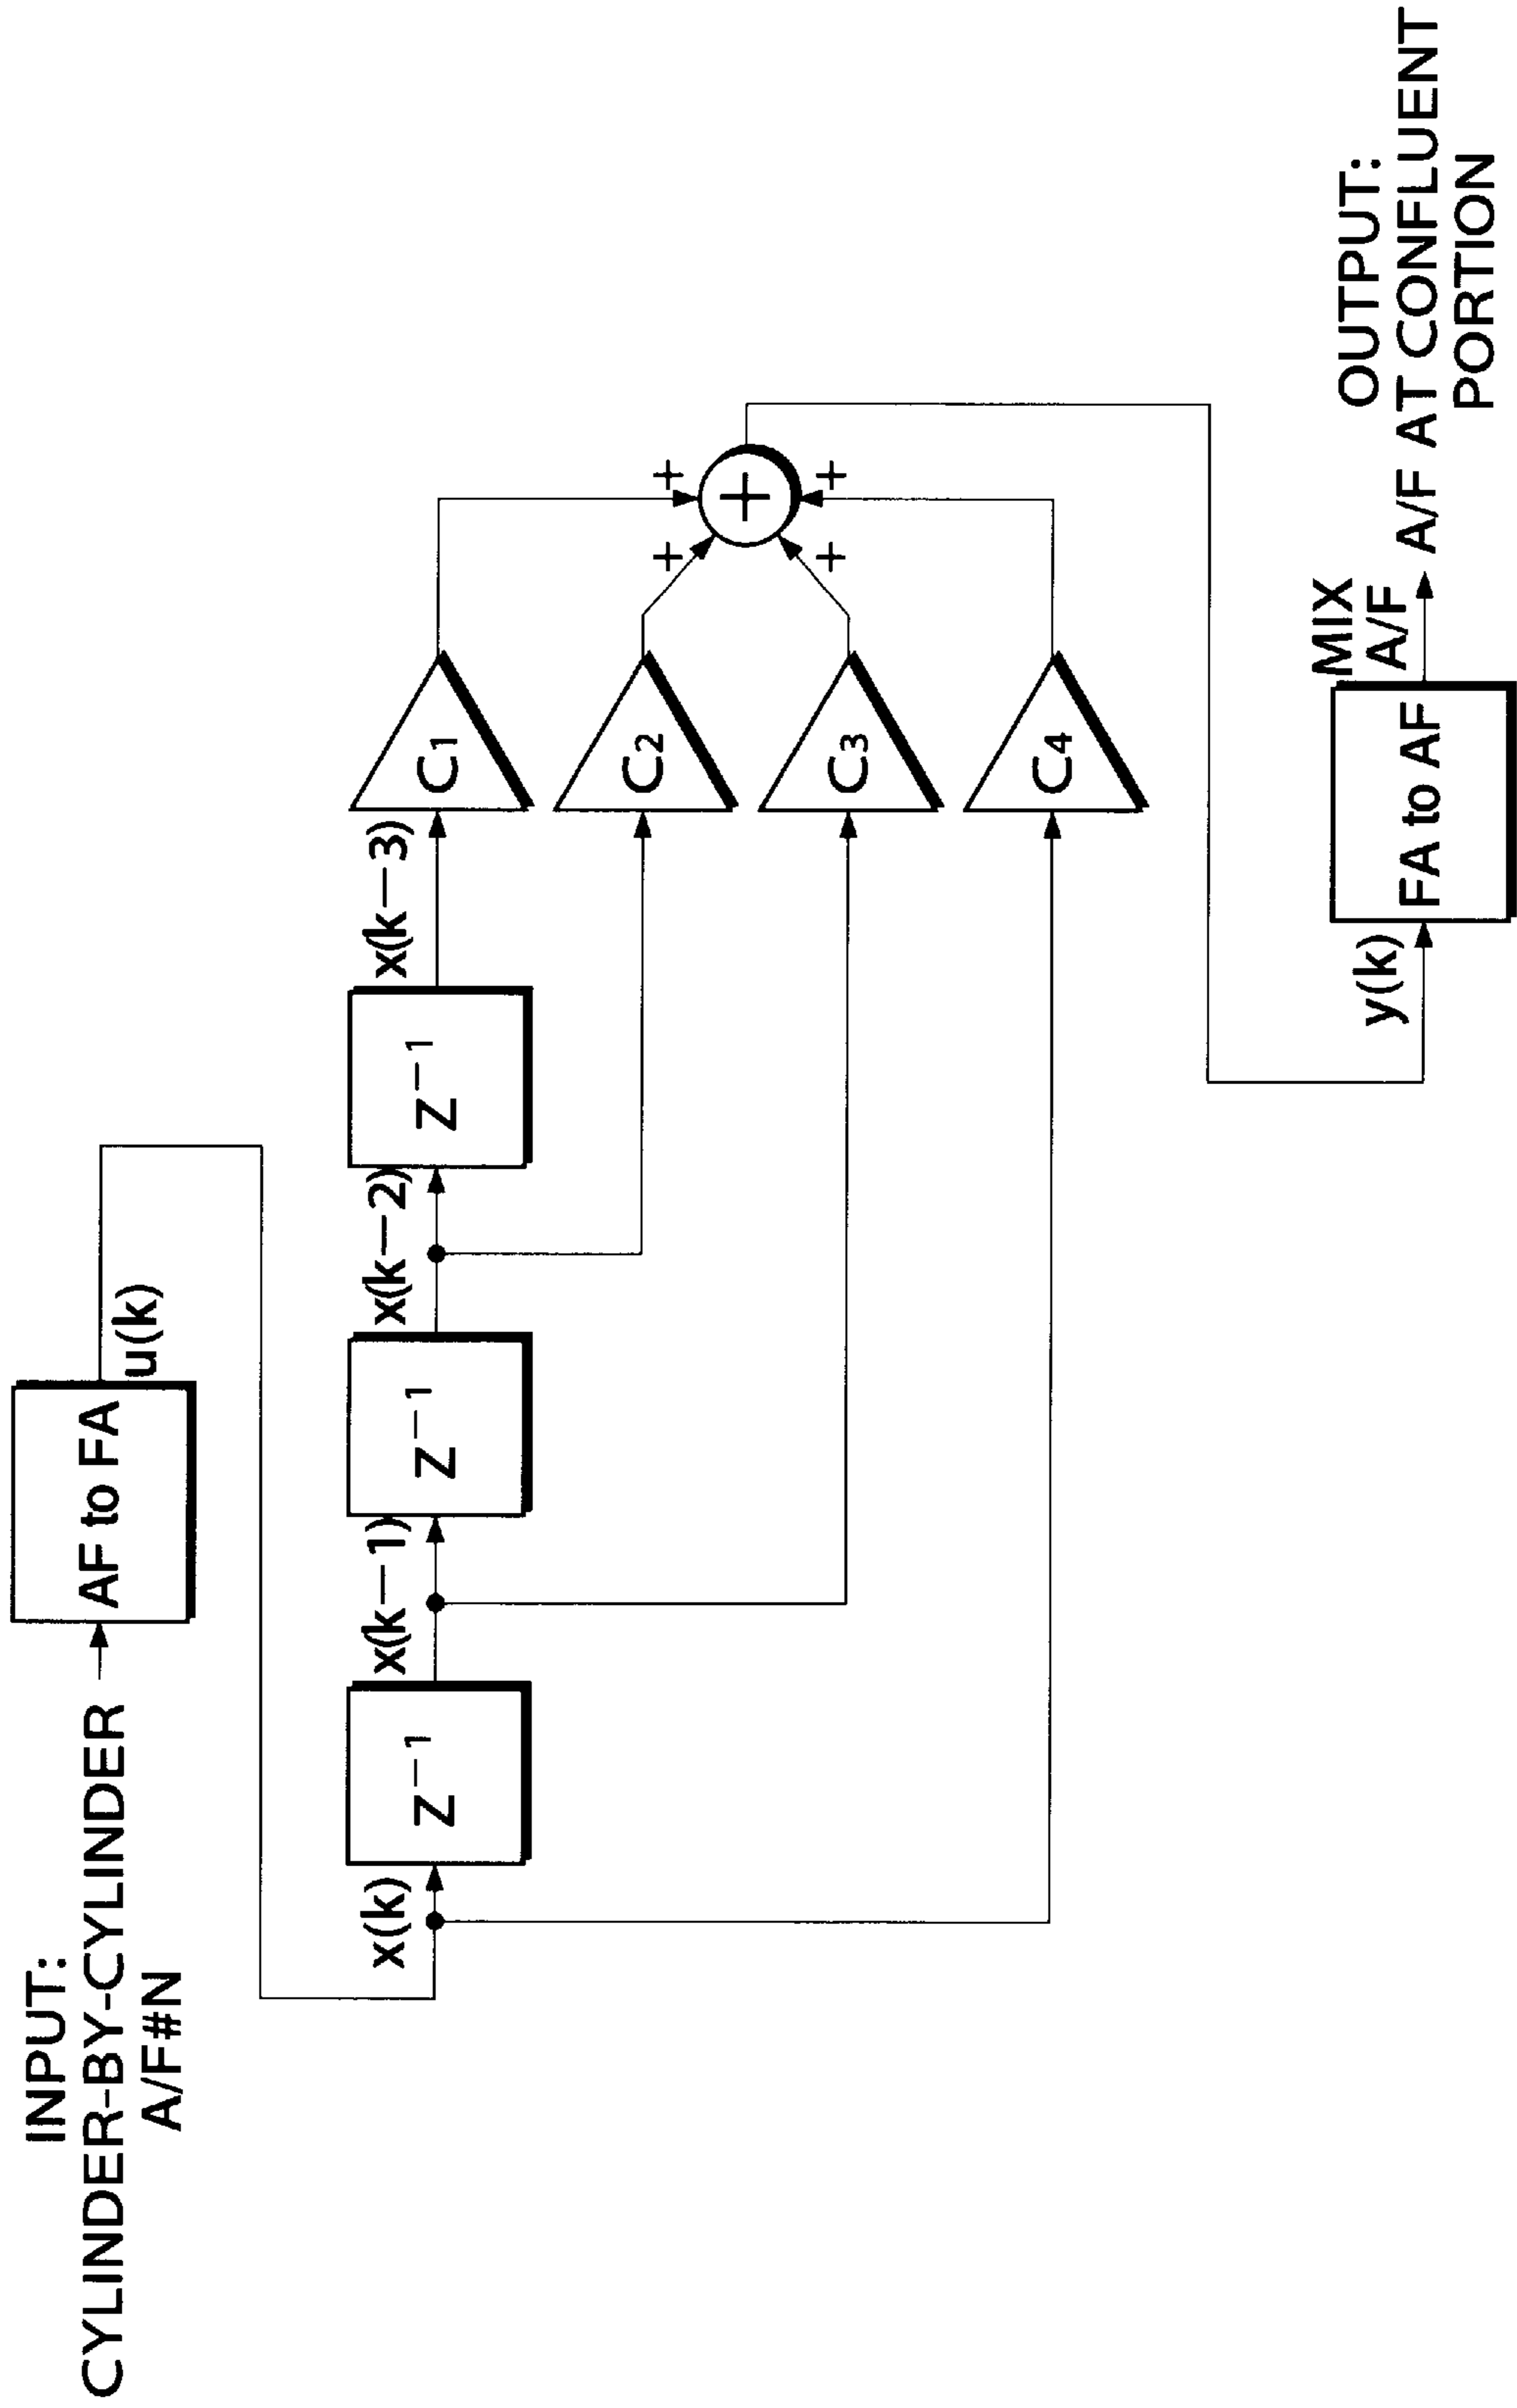 INPUT:
CYLINDER-BY-CYLINDER
A/F#N
AF to FA
u(k)
x(k)
Z⁻¹
x(k−1)
Z⁻¹
x(k−2)
Z⁻¹
x(k−3)
C1
C2
C3
C4
+
+
+
+
+
y(k)
FA to AF
MIX
A/F
OUTPUT:
A/F AT CONFLUENT
PORTION